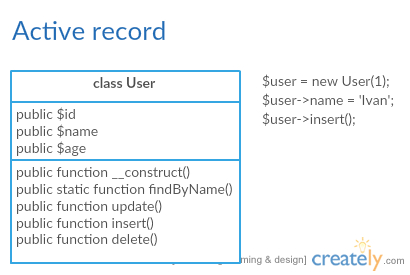 Active record
class User
public $id
public $name
public $age
public function __construct()
public static function findByName()
public function update()
public function insert()
public function delete()
$user = new User(1);
$user->name = 'Ivan';
$user->insert();
ming & design]
creately.com